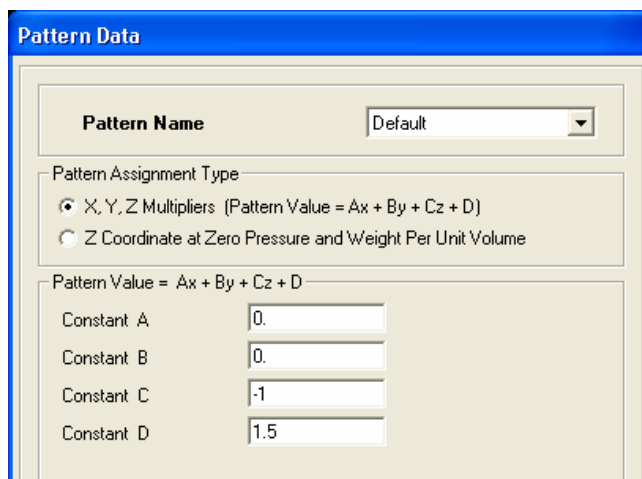 Pattern Data
Pattern Name Default
Pattern Assignment Type
X, Y, Z Multipliers (Pattern Value = Ax + By + Cz + D)
Z Coordinate at Zero Pressure and Weight Per Unit Volume
Pattern Value = Ax + By + Cz + D
Constant A 0.
Constant B 0.
Constant C -1
Constant D 1.5